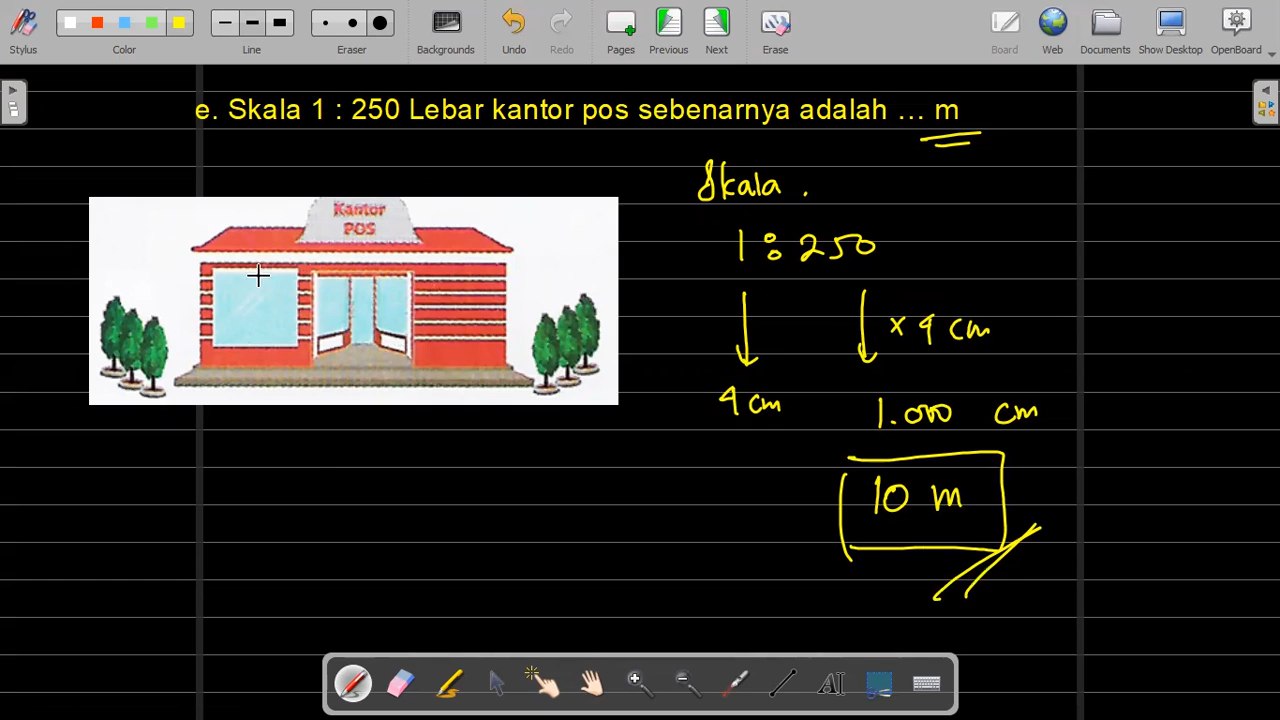 Stylus
Color
Line
Eraser
Backgrounds
Undo
Redo
Pages
Previous
Next
Erase
Board
Web
Documents
Show Desktop
OpenBoard
e. Skala 1 : 250 Lebar kantor pos sebenarnya adalah ... m
Kantor
POS
Skala .
1 : 250
x 4 cm
4 cm
1.000 cm
10 m
AI